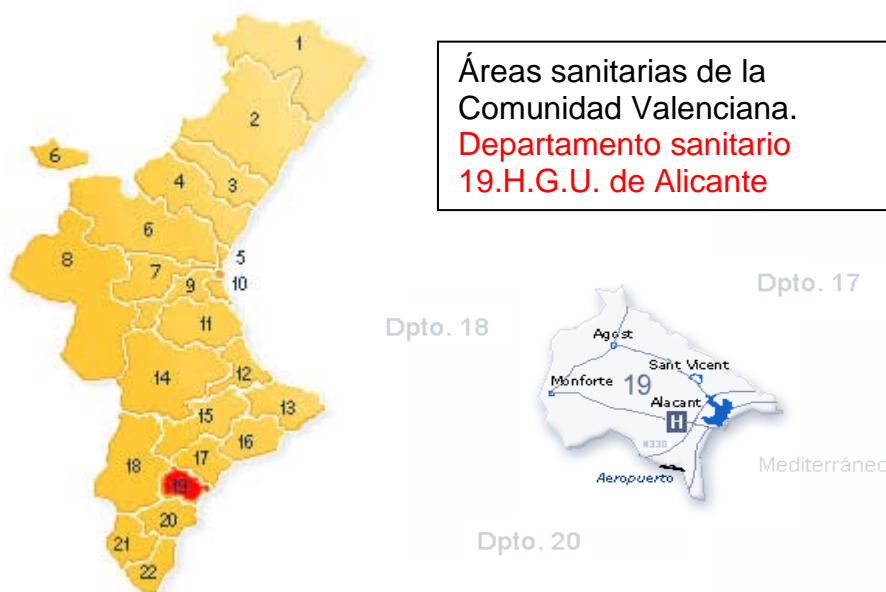 1
2
6
4
3
6
5
8
7
9
10
11
14
12
13
15
16
18
17
19
20
21
22
Áreas sanitarias de la
Comunidad Valenciana.
Departamento sanitario
19.H.G.U. de Alicante
Dpto. 17
Dpto. 18
Agost
Sant Vicent
Monforte
19
Alacant
H
N330
Aeropuerto
Mediterráneo
Dpto. 20